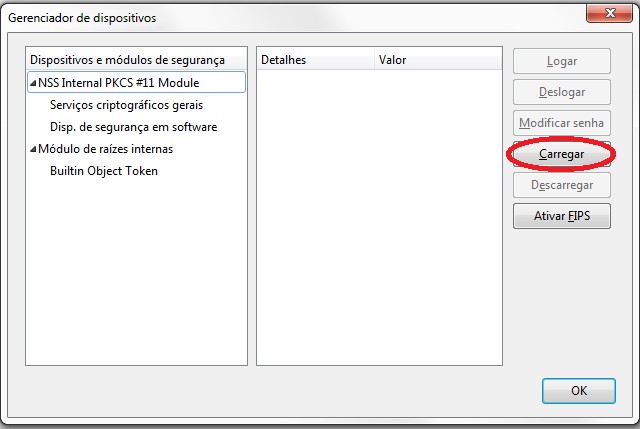 Gerenciador de dispositivos
Dispositivos e módulos de segurança
NSS Internal PKCS #11 Module
Serviços criptográficos gerais
Disp. de segurança em software
Módulo de raízes internas
Builtin Object Token
Detalhes Valor
Logar
Deslogar
Modificar senha
Carregar
Descarregar
Ativar FIPS
OK